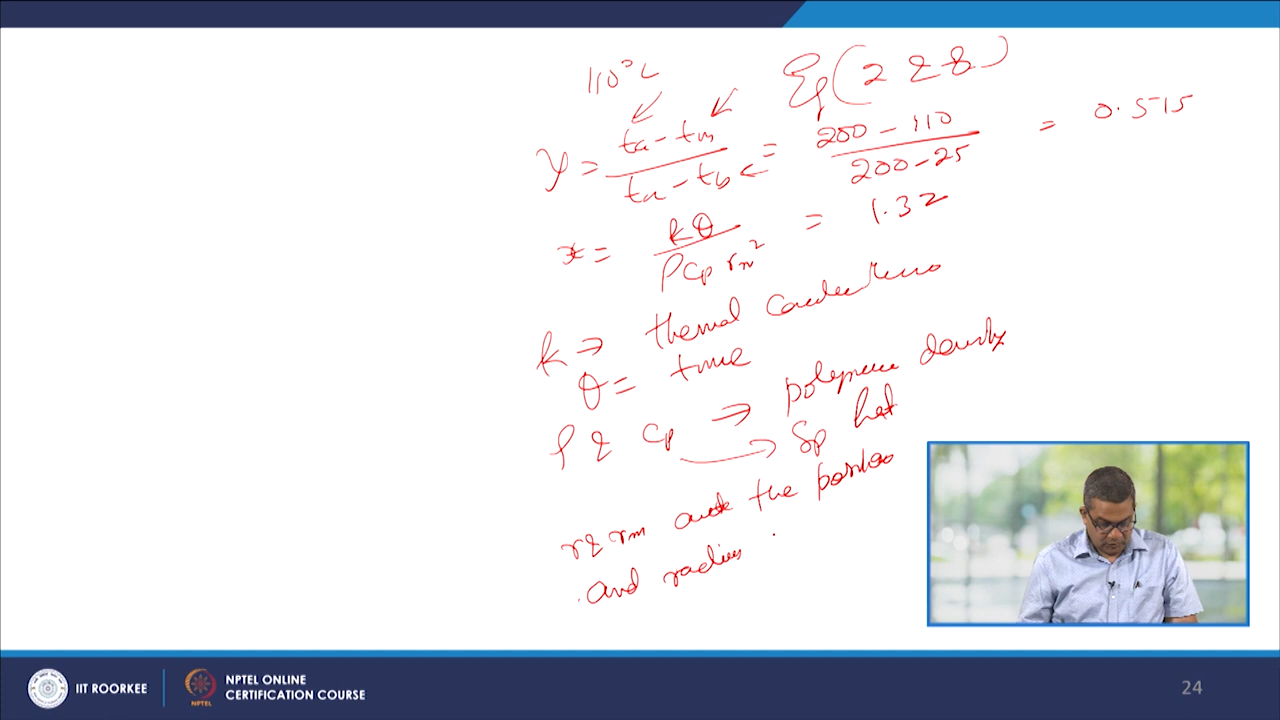 110°C
Eq (2 & 8)
y = ta - tm / ta - tb = 200 - 110 / 200 - 25 = 0.515
x = kθ / ρ Cp rm² = 1.32
k ⇒ thermal
θ = time
ρ & Cp ⇒ polymer density
→ Sp heat
r & rm are the position
and radius .
IIT ROORKEE
NPTEL ONLINE
CERTIFICATION COURSE
NPTEL
24